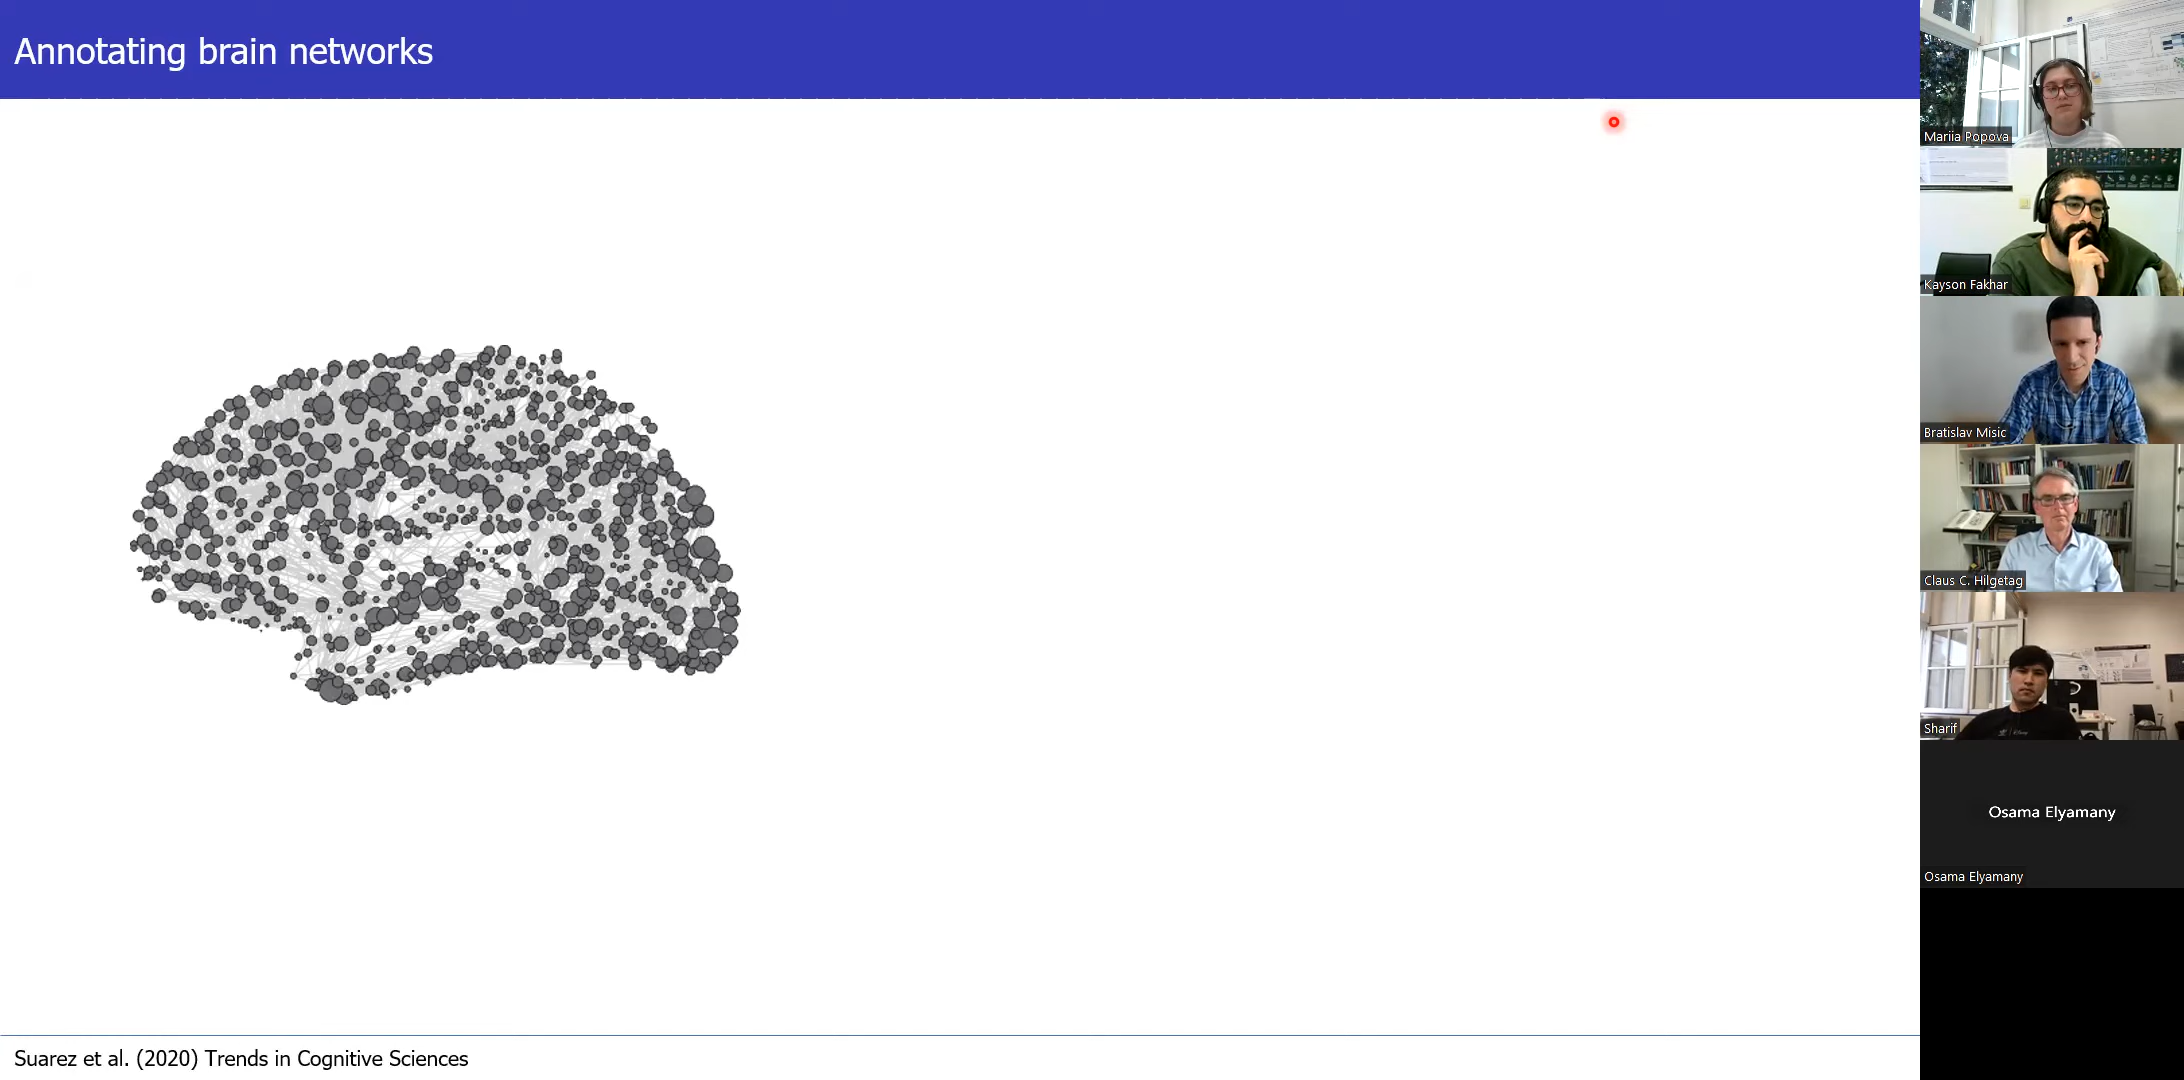 Annotating brain networks
Mariia Popova
Kayson Fakhar
Bratislav Misic
Claus C. Hilgetag
Sharif
Osama Elyamany
Osama Elyamany
Suarez et al. (2020) Trends in Cognitive Sciences